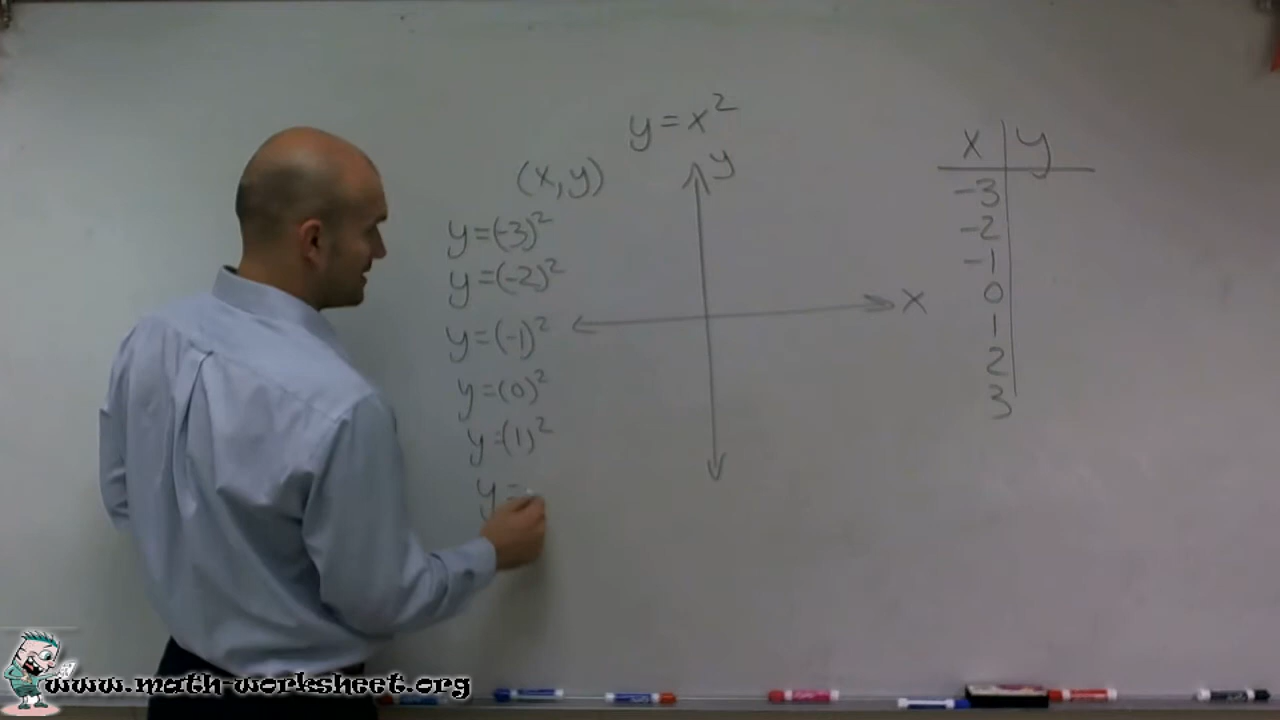 y = x²
(x, y)
y = (-3)²
y = (-2)²
y = (-1)²
y = (0)²
y = (1)²
y =
y
x
x y
-3
-2
-1
0
1
2
3
www.math-worksheet.org